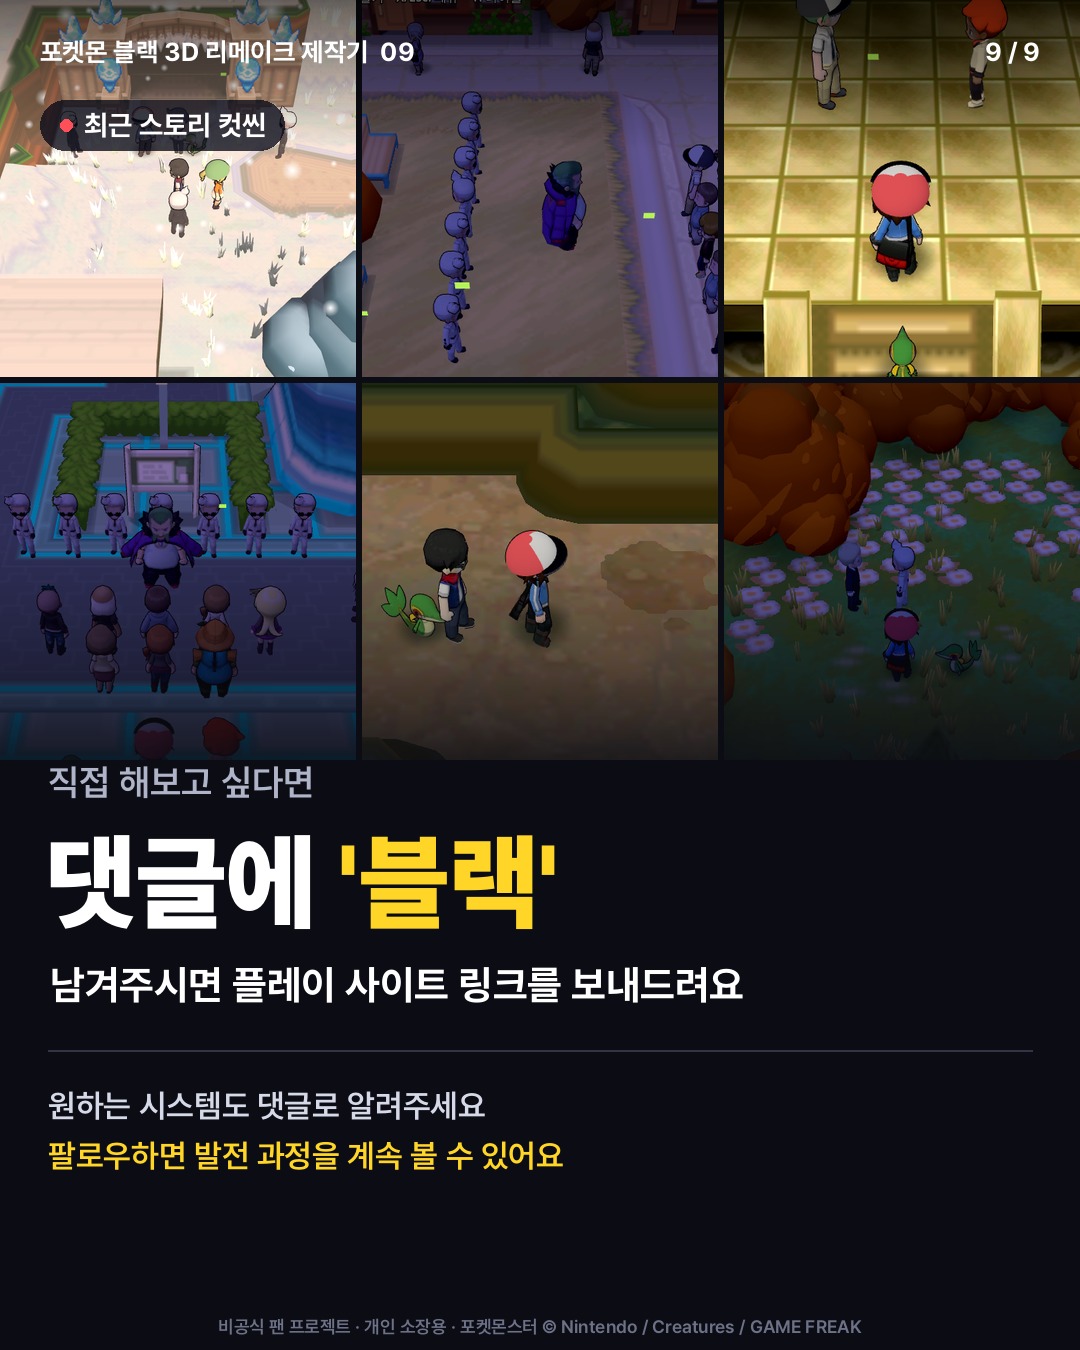 포켓몬 블랙 3D 리메이크 제작기 09
9 / 9
최근 스토리 컷씬
직접 해보고 싶다면
댓글에 '블랙'
남겨주시면 플레이 사이트 링크를 보내드려요
원하는 시스템도 댓글로 알려주세요
팔로우하면 발전 과정을 계속 볼 수 있어요
비공식 팬 프로젝트 · 개인 소장용 · 포켓몬스터 © Nintendo / Creatures / GAME FREAK